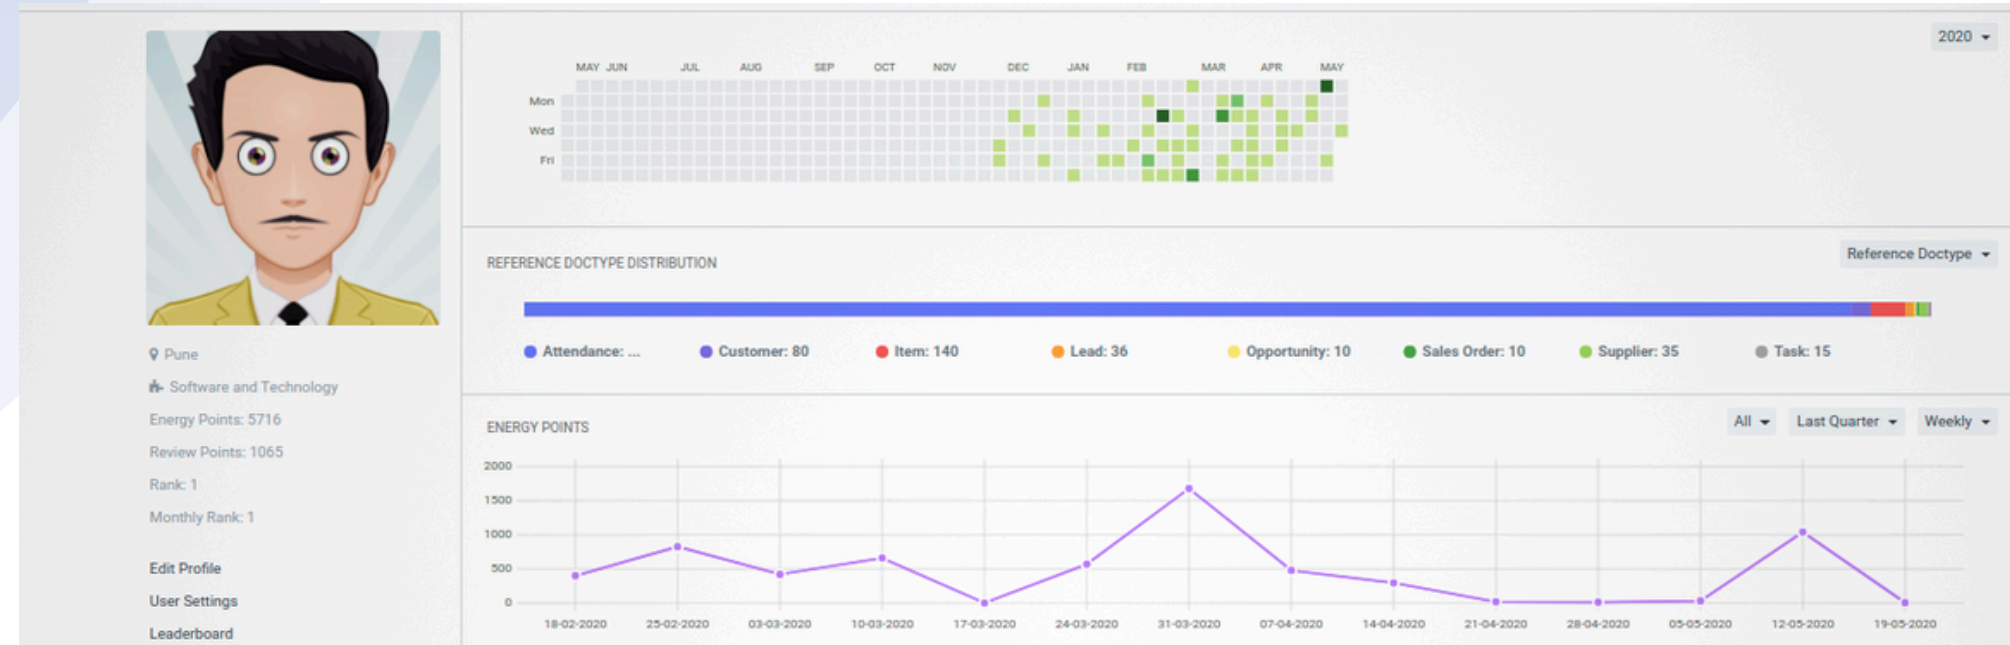 2020
MAY JUN JUL AUG SEP OCT NOV DEC JAN FEB MAR APR MAY
Mon
Wed
Fri
Pune
Software and Technology
Energy Points: 5716
Review Points: 1065
Rank: 1
Monthly Rank: 1
Edit Profile
User Settings
Leaderboard
REFERENCE DOCTYPE DISTRIBUTION
Reference Doctype
Attendance: ... Customer: 80 Item: 140 Lead: 36 Opportunity: 10 Sales Order: 10 Supplier: 35 Task: 15
ENERGY POINTS
All Last Quarter Weekly
2000
1500
1000
500
0
18-02-2020 25-02-2020 03-03-2020 10-03-2020 17-03-2020 24-03-2020 31-03-2020 07-04-2020 14-04-2020 21-04-2020 28-04-2020 05-05-2020 12-05-2020 19-05-2020